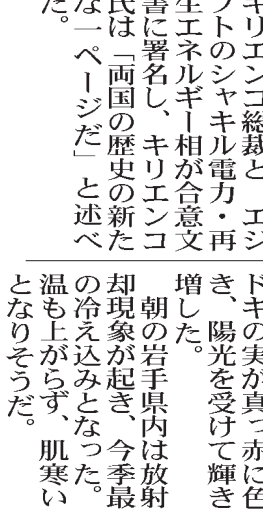 キリエンコ総裁と　エジ
プトのシャキル電力・再
生エネルギー相が合意文
書に署名し、キリエンコ
氏は「両国の歴史の新た
な一ページだ」と述べ
た。
ドキの実が真っ赤に色
き、陽光を受けて輝き
増した。
　朝の岩手県内は放射
却現象が起き、今季最
の冷え込みとなった。
温も上がらず、肌寒い
となりそうだ。